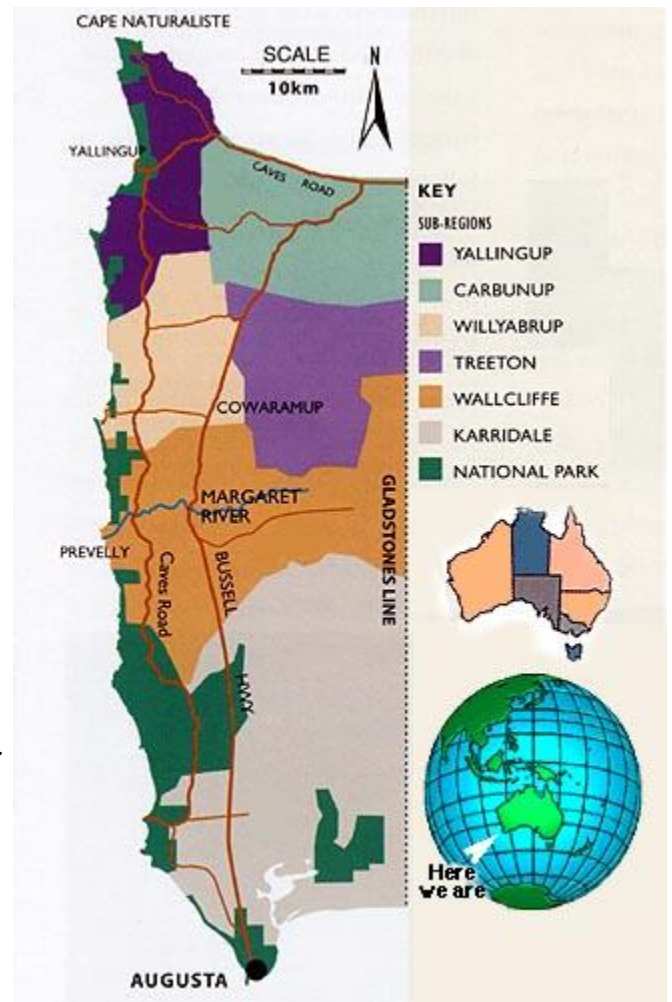 CAPE NATURALISTE
SCALE
10km
N
YALLINGUP
CAVES ROAD
KEY
SUB-REGIONS
YALLINGUP
CARBUNUP
WILLYABRUP
TREETON
WALLCLIFFE
KARRIDALE
NATIONAL PARK
COWARAMUP
MARGARET
RIVER
PREVELLY
Caves Road
BUSSELL
HWY
GLADSTONES LINE
Here
we are
AUGUSTA